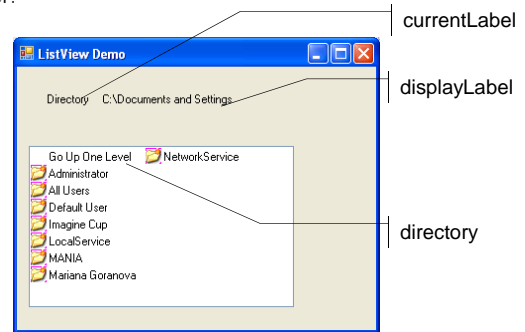 currentLabel
ListView Demo
displayLabel
Directory C:\Documents and Settings
Go Up One Level NetworkService
Administrator
All Users
Default User
Imagine Cup
LocalService
MANIA
Mariana Goranova
directory